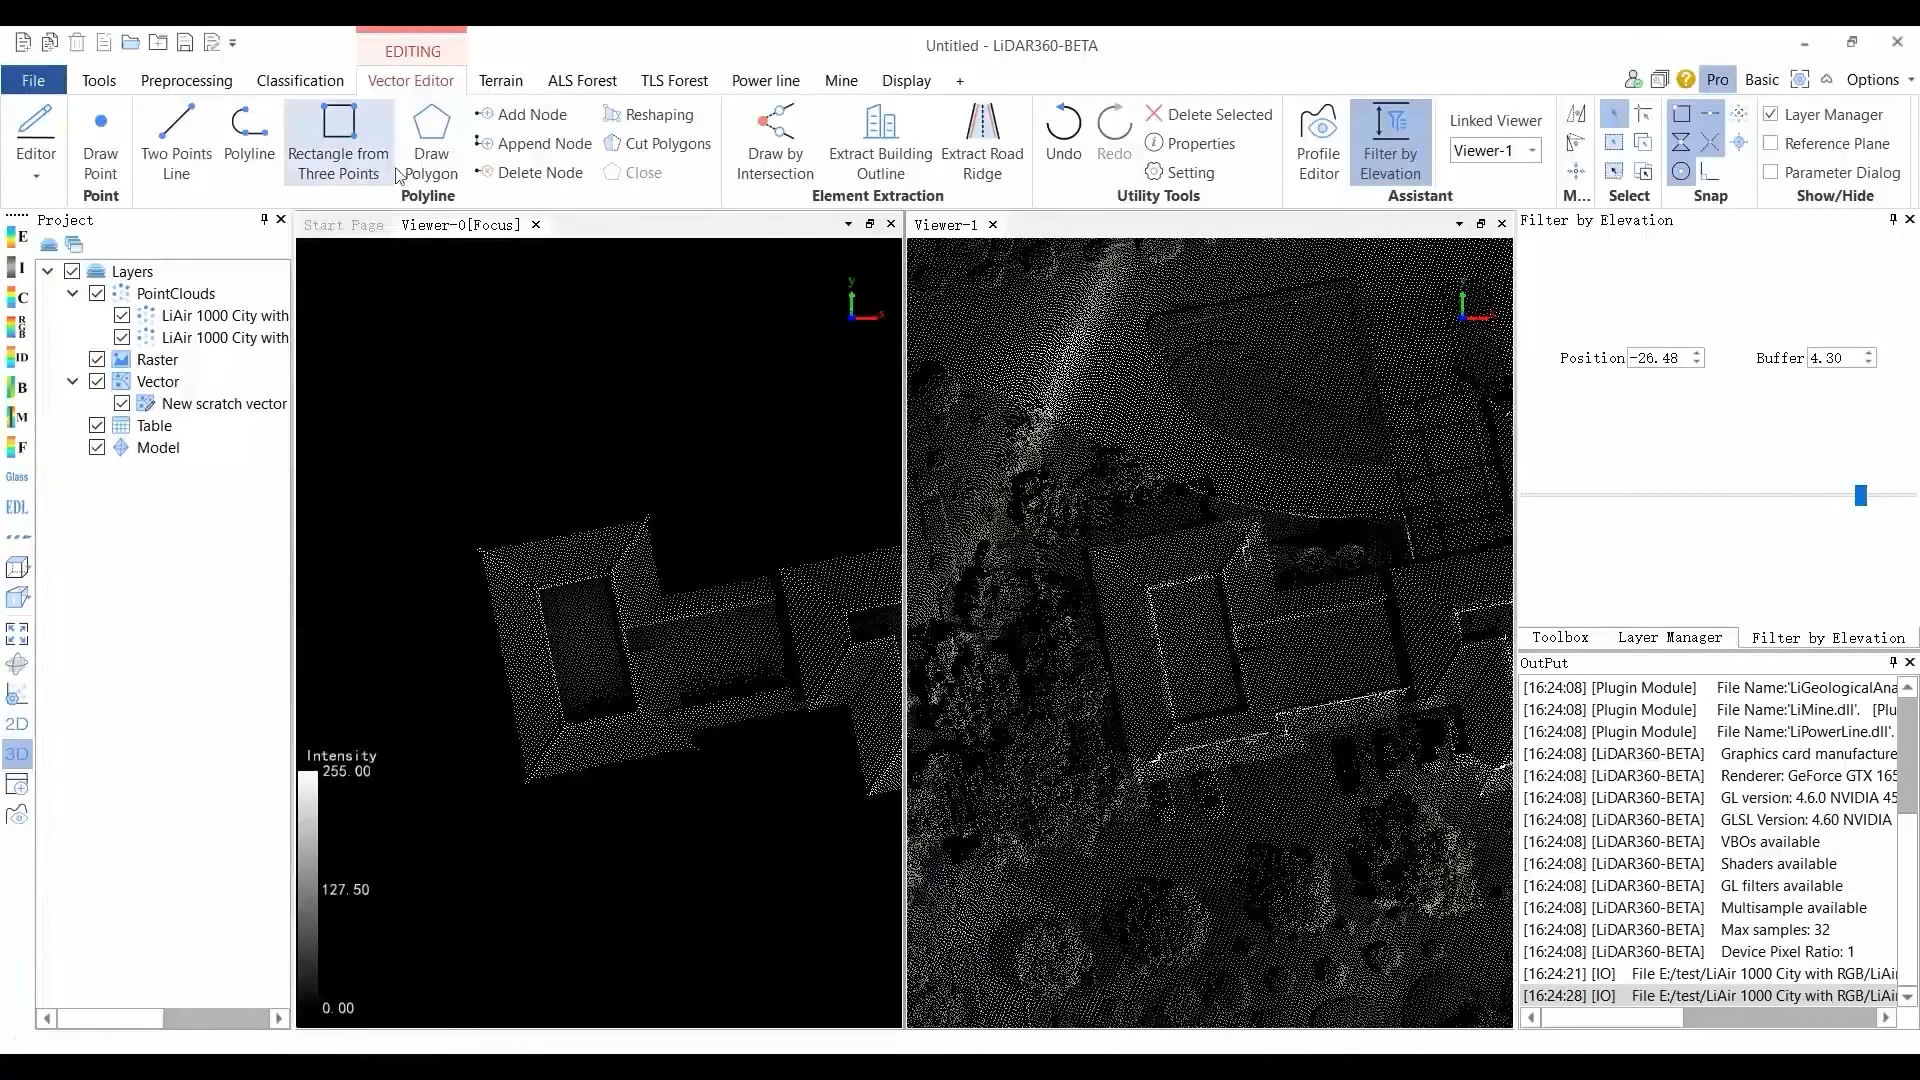 Untitled - LiDAR360-BETA
EDITING
File
Tools
Preprocessing
Classification
Vector Editor
Terrain
ALS Forest
TLS Forest
Power line
Mine
Display
+
Pro
Basic
Options
Editor
Draw Point
Two Points Line
Polyline
Rectangle from Three Points
Draw Polygon
Add Node
Append Node
Delete Node
Reshaping
Cut Polygons
Close
Draw by Intersection
Extract Building Outline
Extract Road Ridge
Undo
Redo
Delete Selected
Properties
Setting
Profile Editor
Filter by Elevation
Linked Viewer
Viewer-1
Layer Manager
Reference Plane
Parameter Dialog
Point
Polyline
Element Extraction
Utility Tools
Assistant
M...
Select
Snap
Show/Hide
E
I
C
RGB
ID
B
M
F
Glass
EDL
2D
3D
Project
Layers
PointClouds
LiAir 1000 City with
LiAir 1000 City with
Raster
Vector
New scratch vector
Table
Model
Start Page
Viewer-0[Focus]
y
Intensity
255.00
127.50
0.00
Viewer-1
Filter by Elevation
Position -26.48
Buffer 4.30
Toolbox
Layer Manager
Filter by Elevation
OutPut
[16:24:08] [Plugin Module] File Name:'LiGeologicalAna
[16:24:08] [Plugin Module] File Name:'LiMine.dll'. [Plu
[16:24:08] [Plugin Module] File Name:'LiPowerLine.dll'.
[16:24:08] [LiDAR360-BETA] Graphics card manufacture
[16:24:08] [LiDAR360-BETA] Renderer: GeForce GTX 165
[16:24:08] [LiDAR360-BETA] GL version: 4.6.0 NVIDIA 45
[16:24:08] [LiDAR360-BETA] GLSL Version: 4.60 NVIDIA
[16:24:08] [LiDAR360-BETA] VBOs available
[16:24:08] [LiDAR360-BETA] Shaders available
[16:24:08] [LiDAR360-BETA] GL filters available
[16:24:08] [LiDAR360-BETA] Multisample available
[16:24:08] [LiDAR360-BETA] Max samples: 32
[16:24:08] [LiDAR360-BETA] Device Pixel Ratio: 1
[16:24:21] [IO] File E:/test/LiAir 1000 City with RGB/LiAi
[16:24:28] [IO] File E:/test/LiAir 1000 City with RGB/LiAi